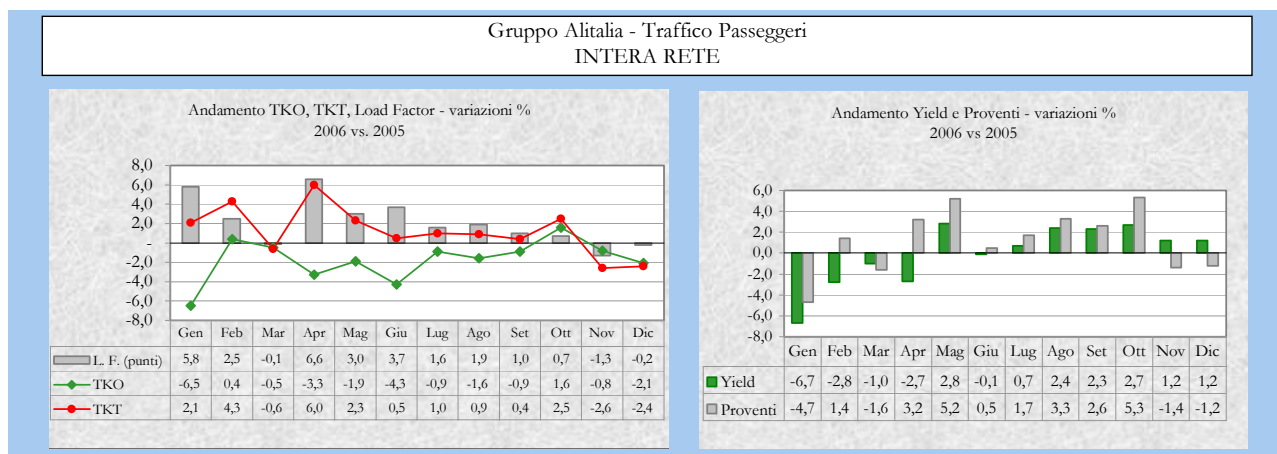 Gruppo Alitalia - Traffico Passeggeri
INTERA RETE
Andamento TKO, TKT, Load Factor - variazioni %
2006 vs. 2005
8,0
6,0
4,0
2,0
-
-2,0
-4,0
-6,0
-8,0
Gen Feb Mar Apr Mag Giu Lug Ago Set Ott Nov Dic
L. F. (punti) 5,8 2,5 -0,1 6,6 3,0 3,7 1,6 1,9 1,0 0,7 -1,3 -0,2
TKO -6,5 0,4 -0,5 -3,3 -1,9 -4,3 -0,9 -1,6 -0,9 1,6 -0,8 -2,1
TKT 2,1 4,3 -0,6 6,0 2,3 0,5 1,0 0,9 0,4 2,5 -2,6 -2,4
Andamento Yield e Proventi - variazioni %
2006 vs 2005
6,0
4,0
2,0
0,0
-2,0
-4,0
-6,0
-8,0
Gen Feb Mar Apr Mag Giu Lug Ago Set Ott Nov Dic
Yield -6,7 -2,8 -1,0 -2,7 2,8 -0,1 0,7 2,4 2,3 2,7 1,2 1,2
Proventi -4,7 1,4 -1,6 3,2 5,2 0,5 1,7 3,3 2,6 5,3 -1,4 -1,2